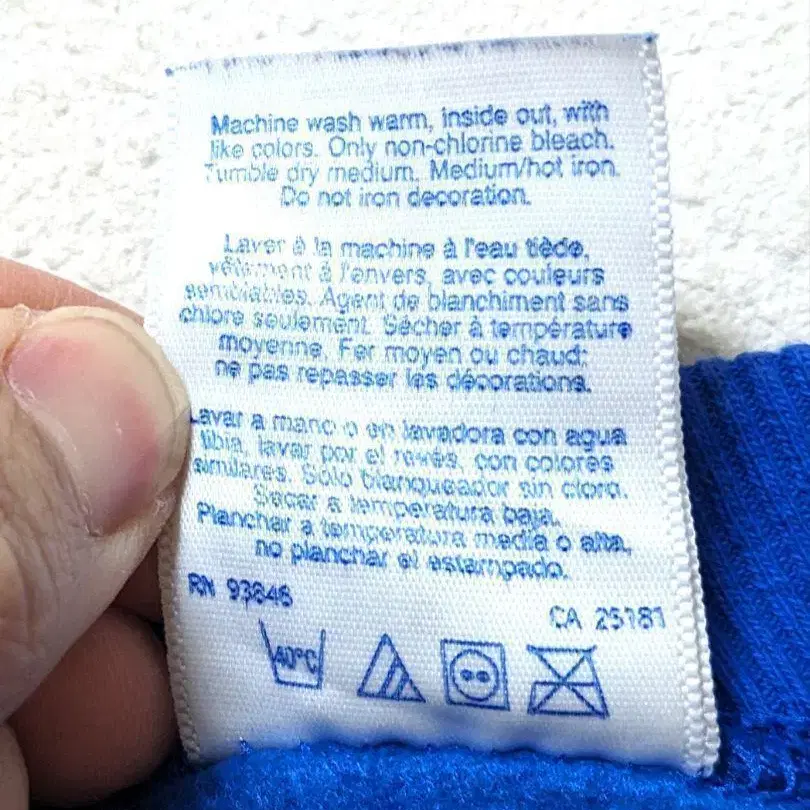 Machine wash warm, inside out, with
like colors. Only non-chlorine bleach.
Tumble dry medium. Medium/hot iron.
Do not iron decoration.
Laver à la machine à l'eau tiède,
vêtement à l'envers, avec couleurs
semblables. Agent de blanchiment sans
chlore seulement. Sécher à température
moyenne. Fer moyen ou chaud;
ne pas repasser les décorations.
Lavar a mano o en lavadora con agua
tibia, lavar por el revés, con colores
similares. Solo blanqueador sin cloro.
Secar a temperatura baja.
Planchar a temperatura media o alta,
no planchar el estampado.
RN 93846
CA 25181
40°C